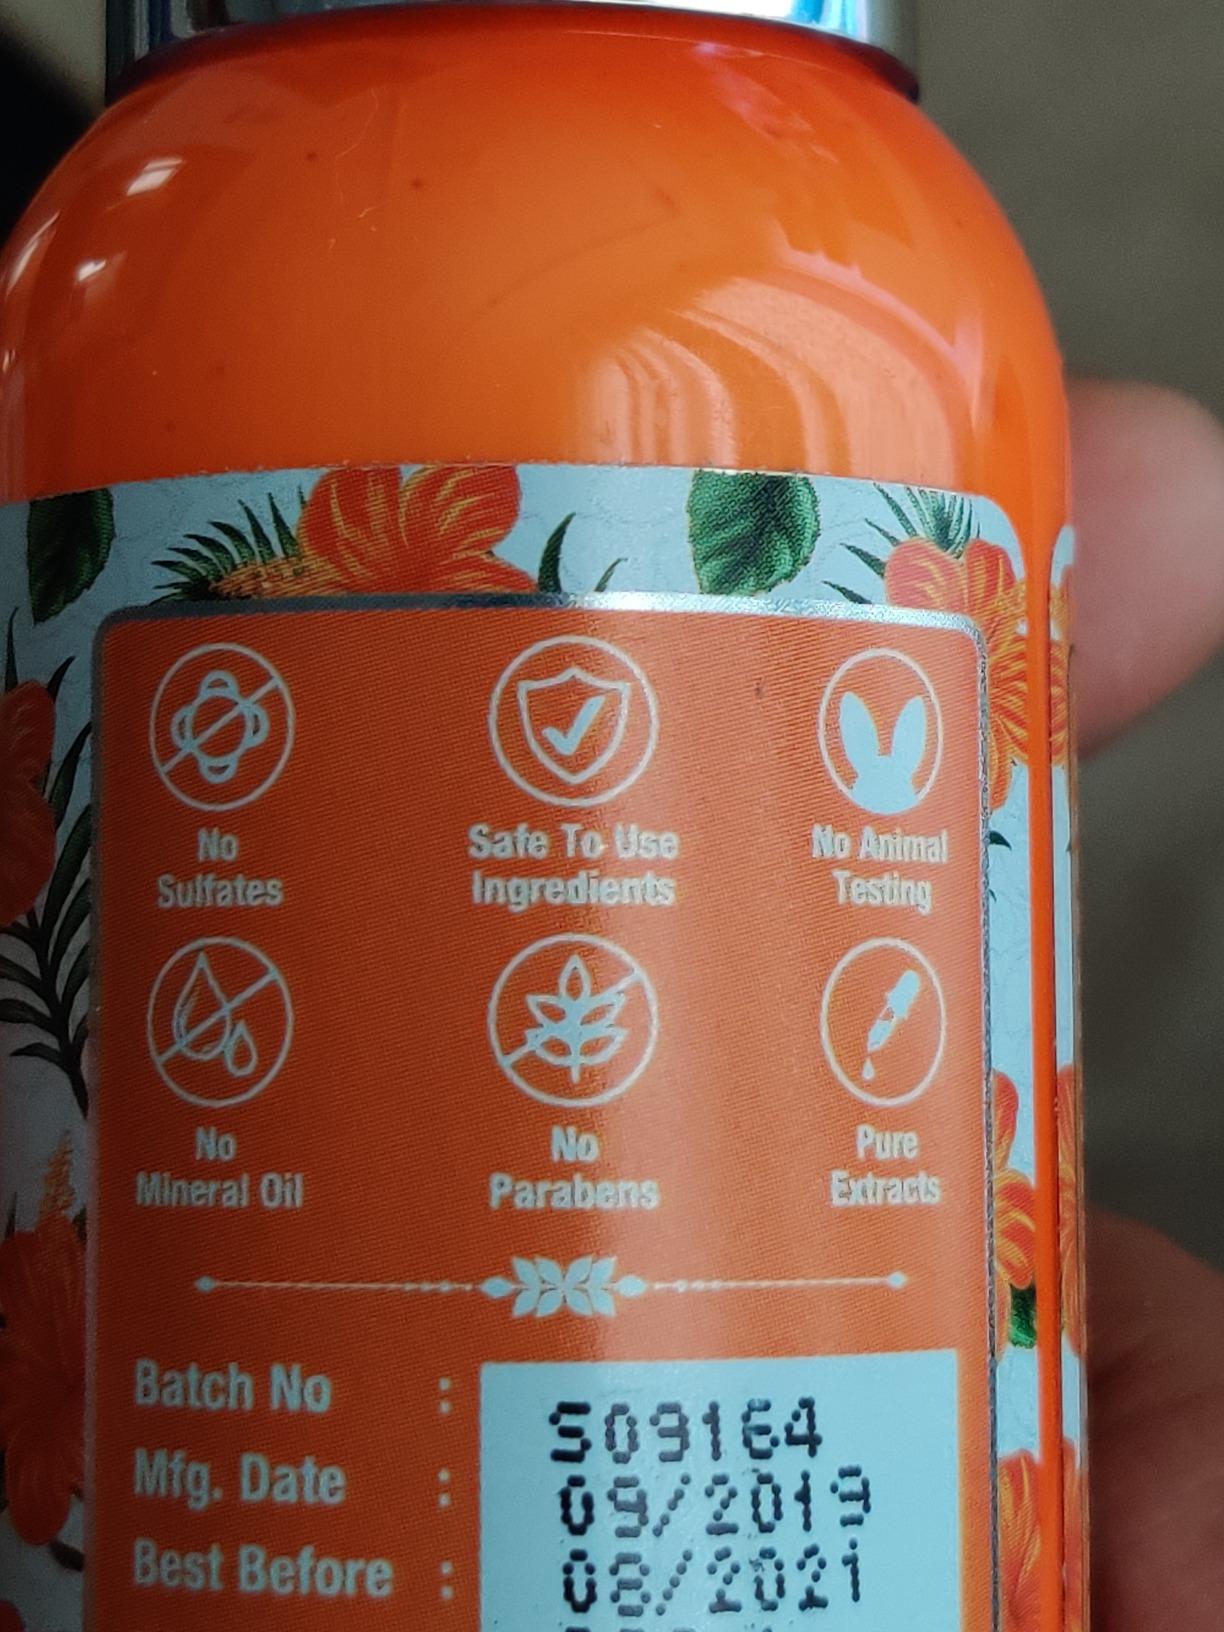 No Sulfates
Safe To Use Ingredients
No Animal Testing
No Mineral Oil
No Parabens
Pure Extracts
Batch No : S09164
Mfg. Date : 09/2019
Best Before : 08/2021